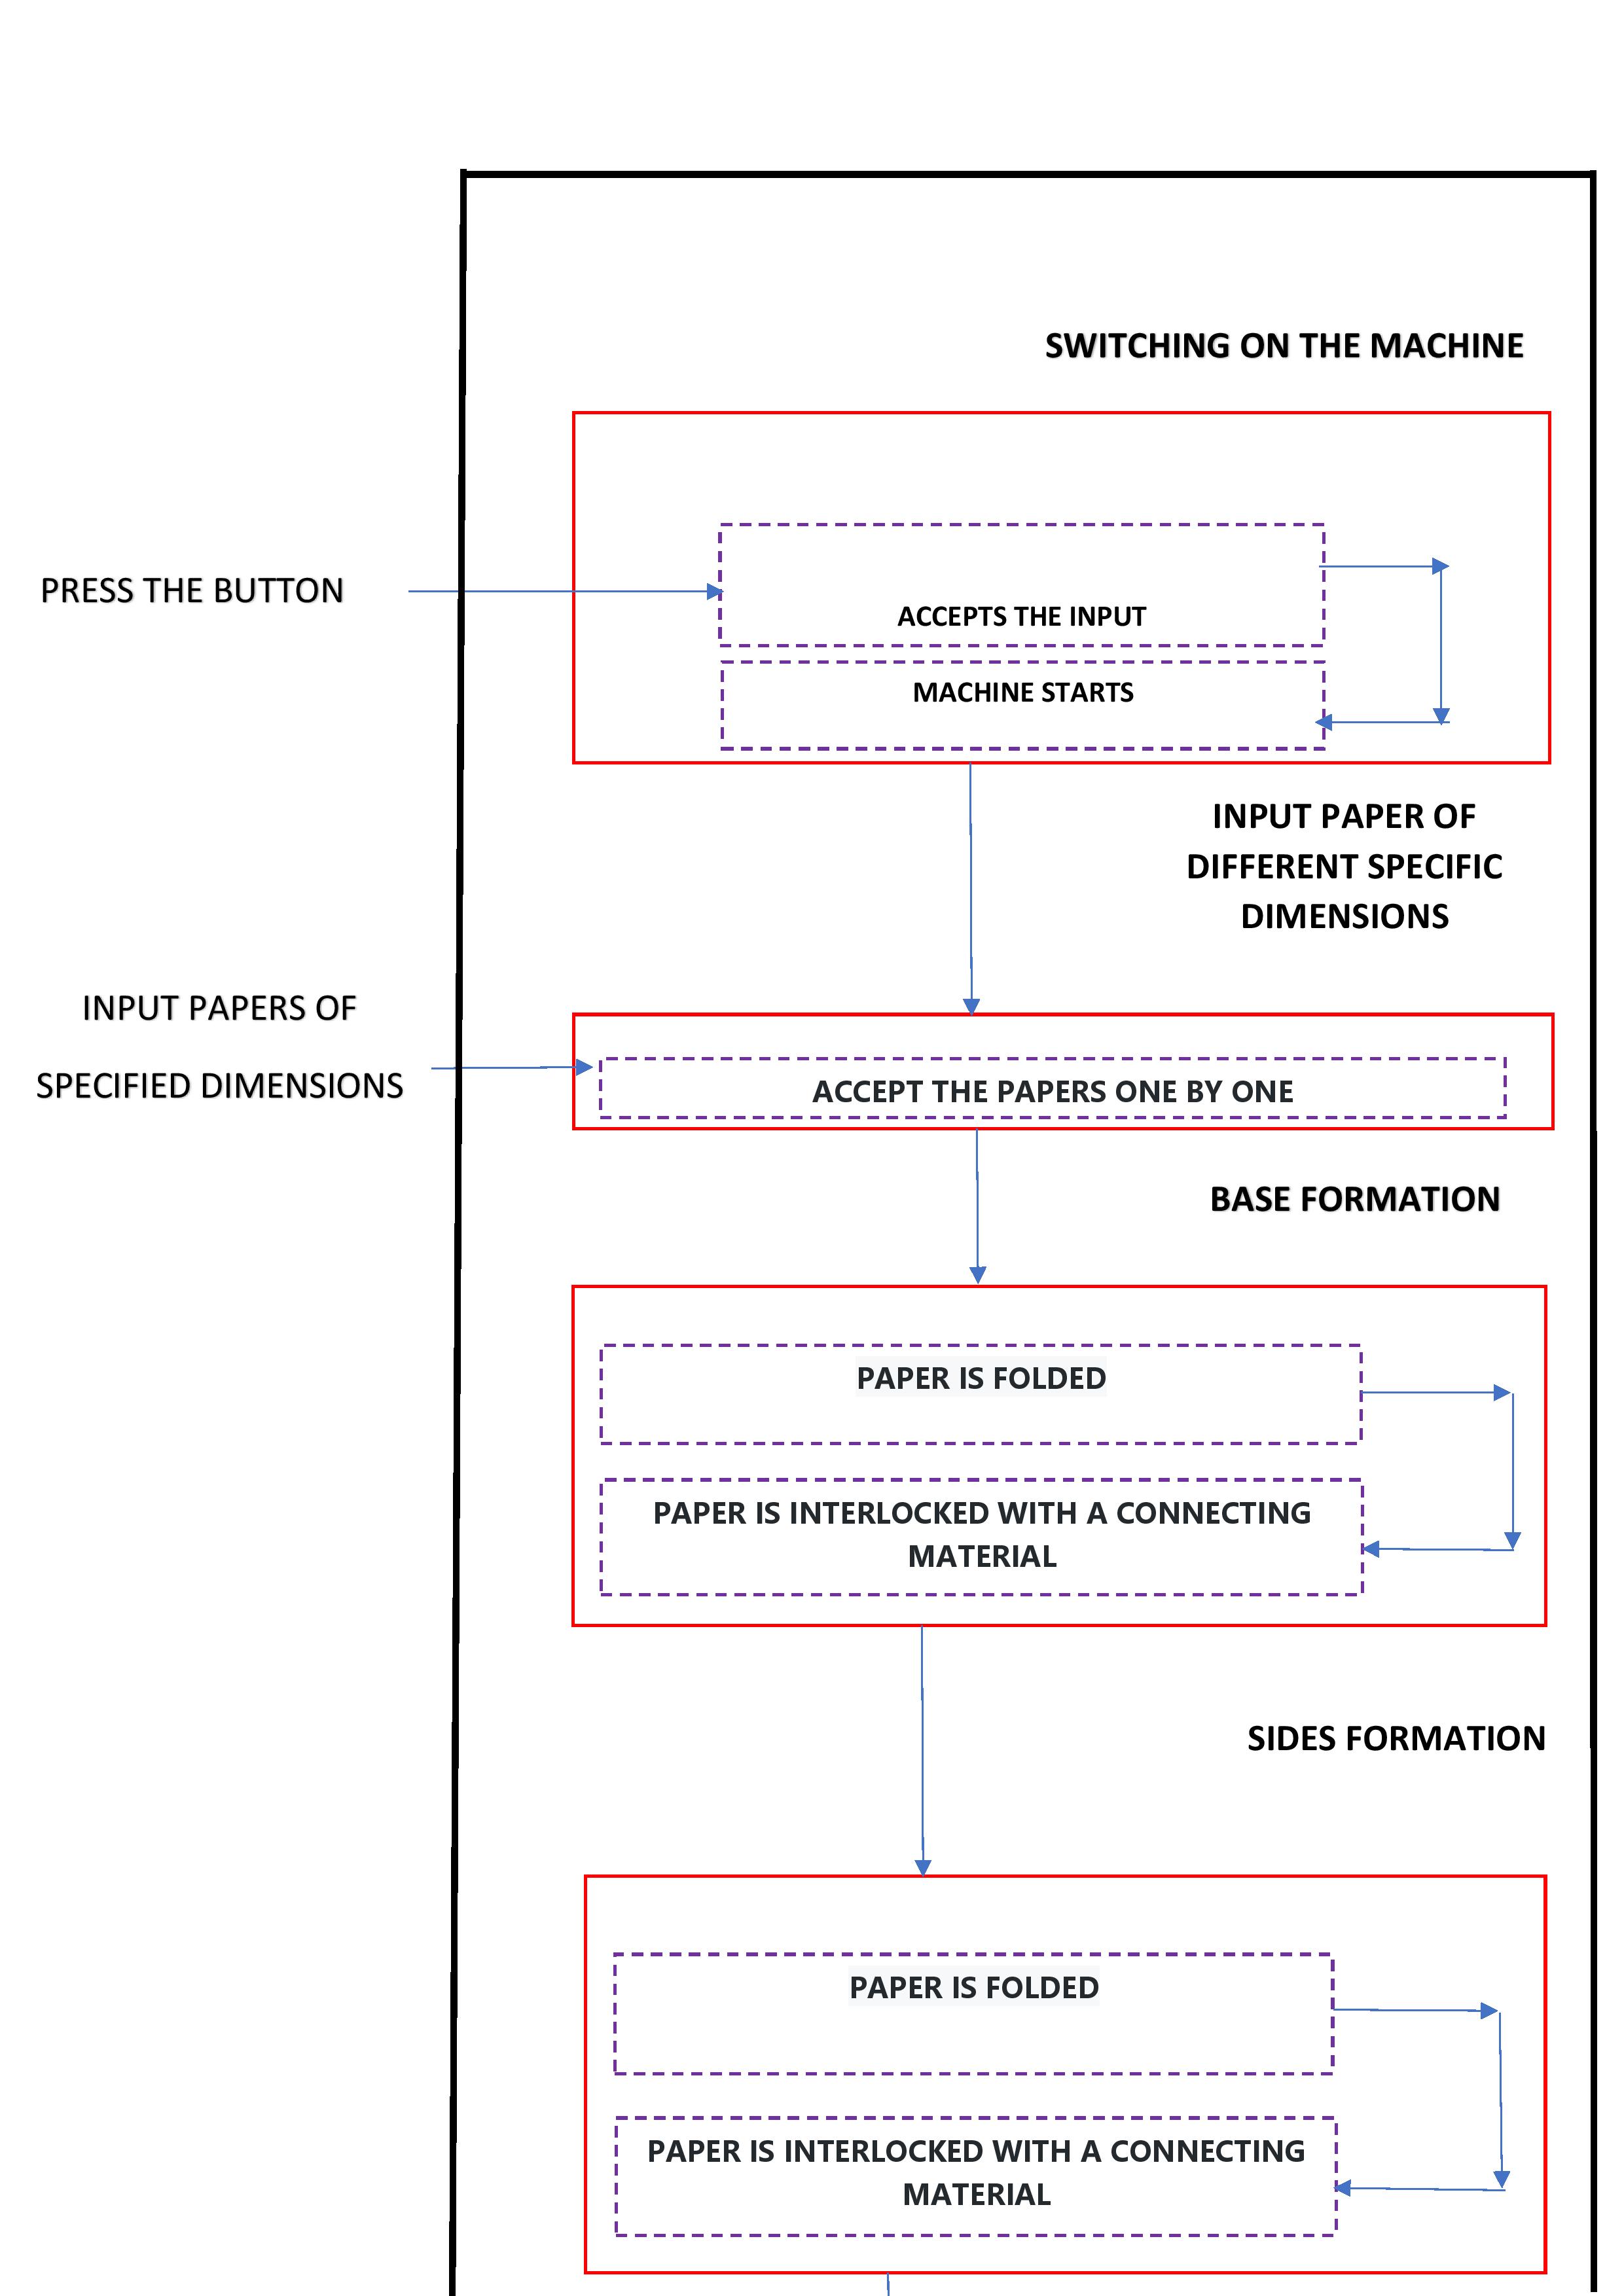 SWITCHING ON THE MACHINE
PRESS THE BUTTON
ACCEPTS THE INPUT
MACHINE STARTS
INPUT PAPER OF
DIFFERENT SPECIFIC
DIMENSIONS
INPUT PAPERS OF
SPECIFIED DIMENSIONS
ACCEPT THE PAPERS ONE BY ONE
BASE FORMATION
PAPER IS FOLDED
PAPER IS INTERLOCKED WITH A CONNECTING
MATERIAL
SIDES FORMATION
PAPER IS FOLDED
PAPER IS INTERLOCKED WITH A CONNECTING
MATERIAL